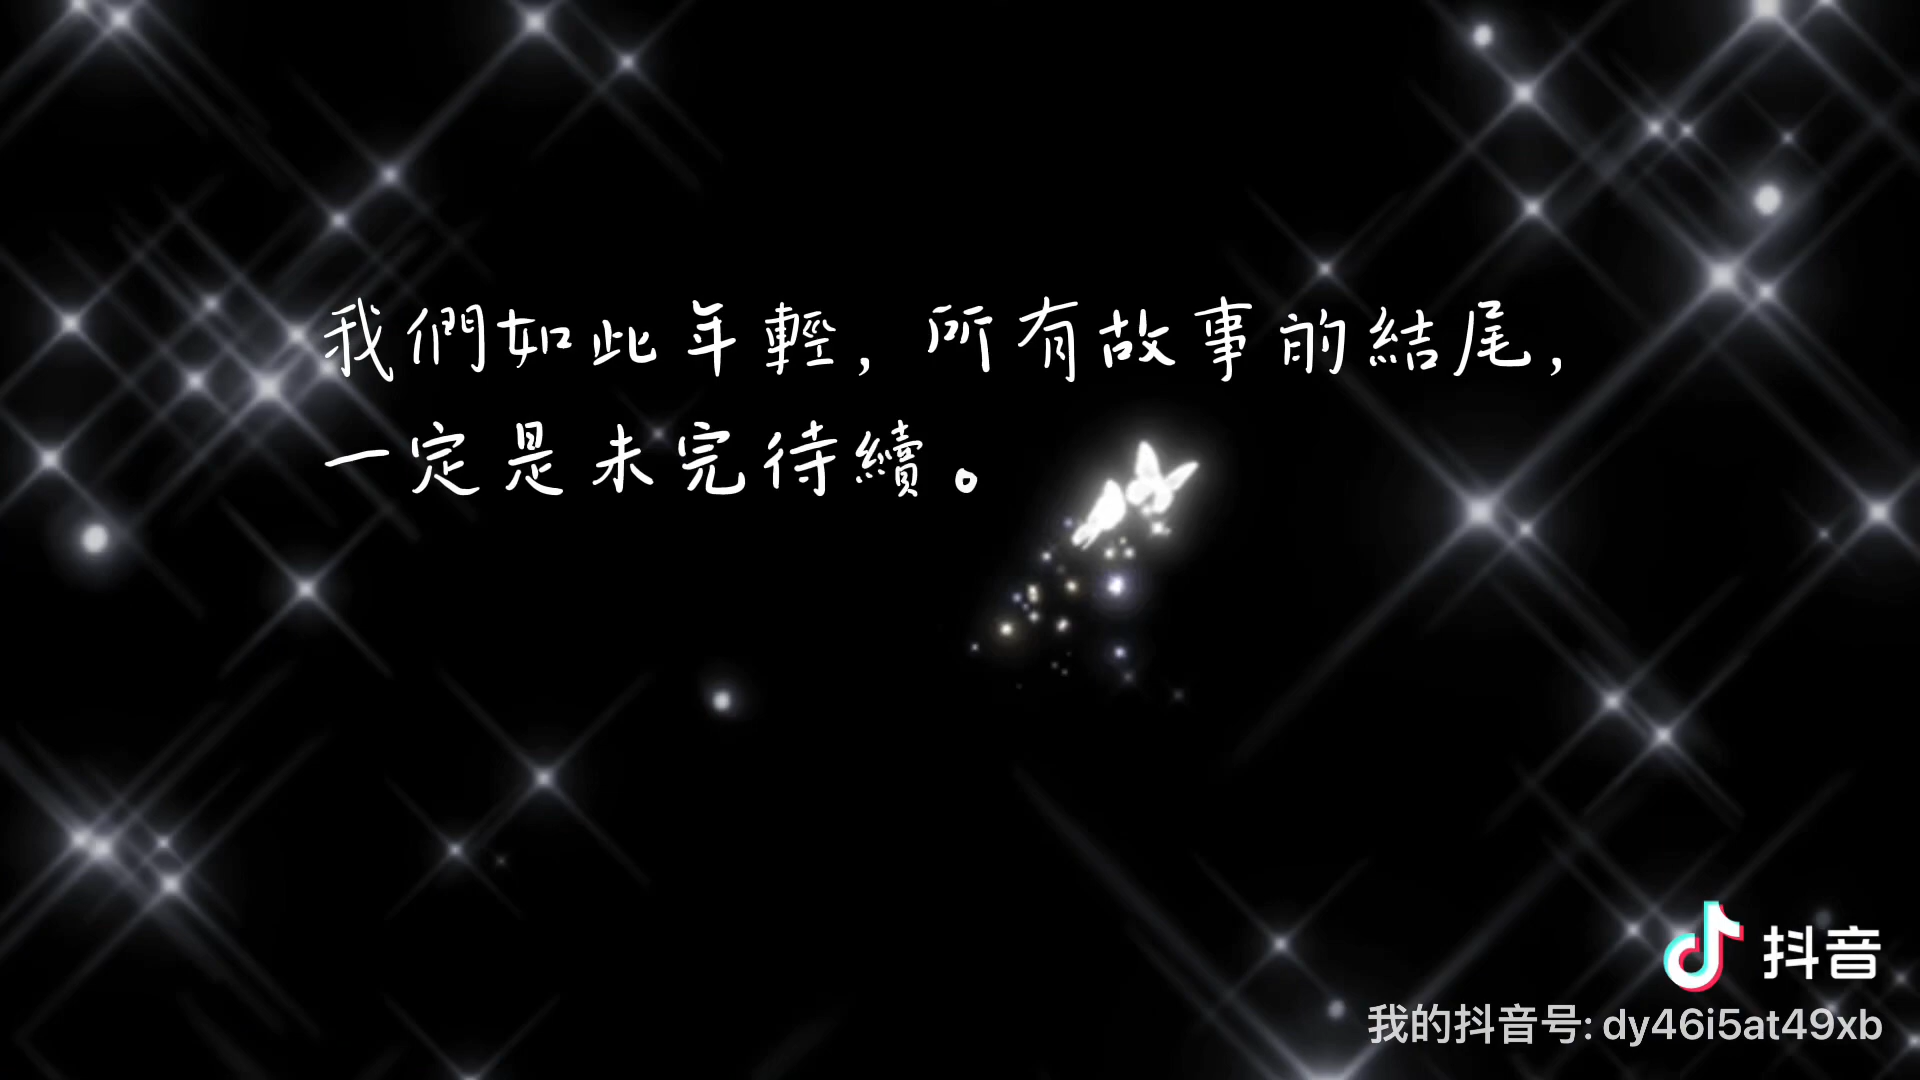 我們如此年輕，所有故事的結尾，
一定是未完待續。
抖音
我的抖音号: dy46i5at49xb